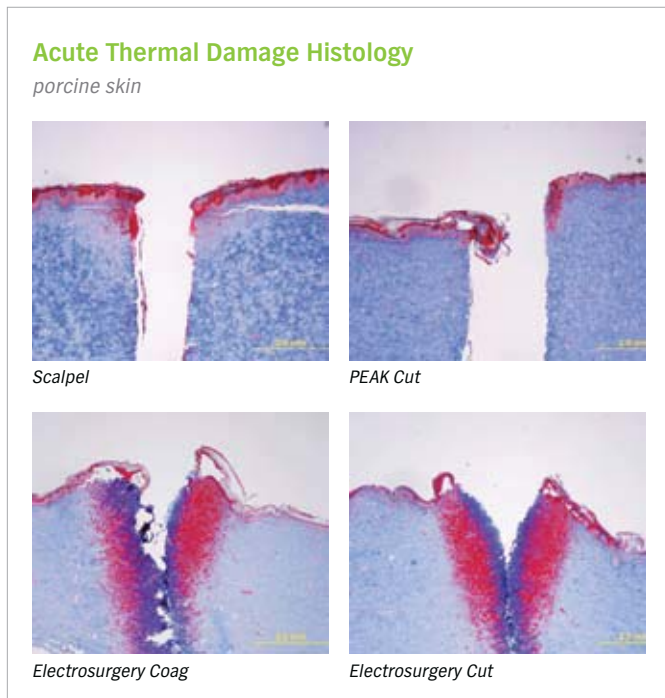 Acute Thermal Damage Histology
porcine skin
Scalpel
PEAK Cut
Electrosurgery Coag
Electrosurgery Cut